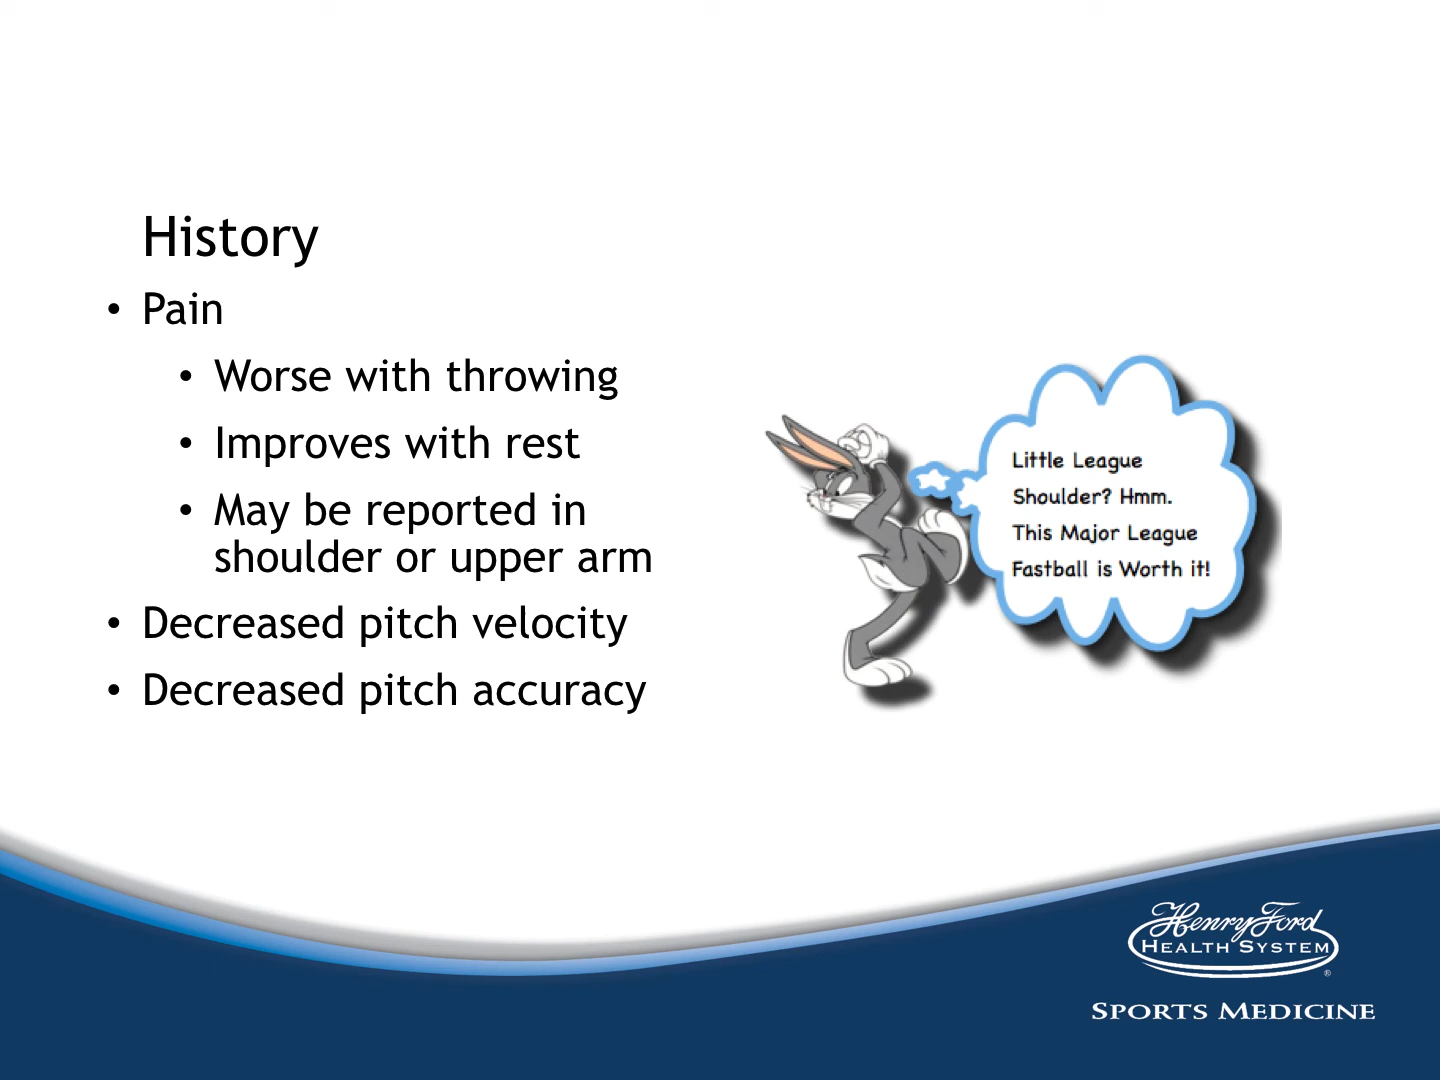 History
• Pain
• Worse with throwing
• Improves with rest
• May be reported in
shoulder or upper arm
• Decreased pitch velocity
• Decreased pitch accuracy
Little League
Shoulder? Hmm.
This Major League
Fastball is Worth it!
Henry Ford
HEALTH SYSTEM
®
SPORTS MEDICINE